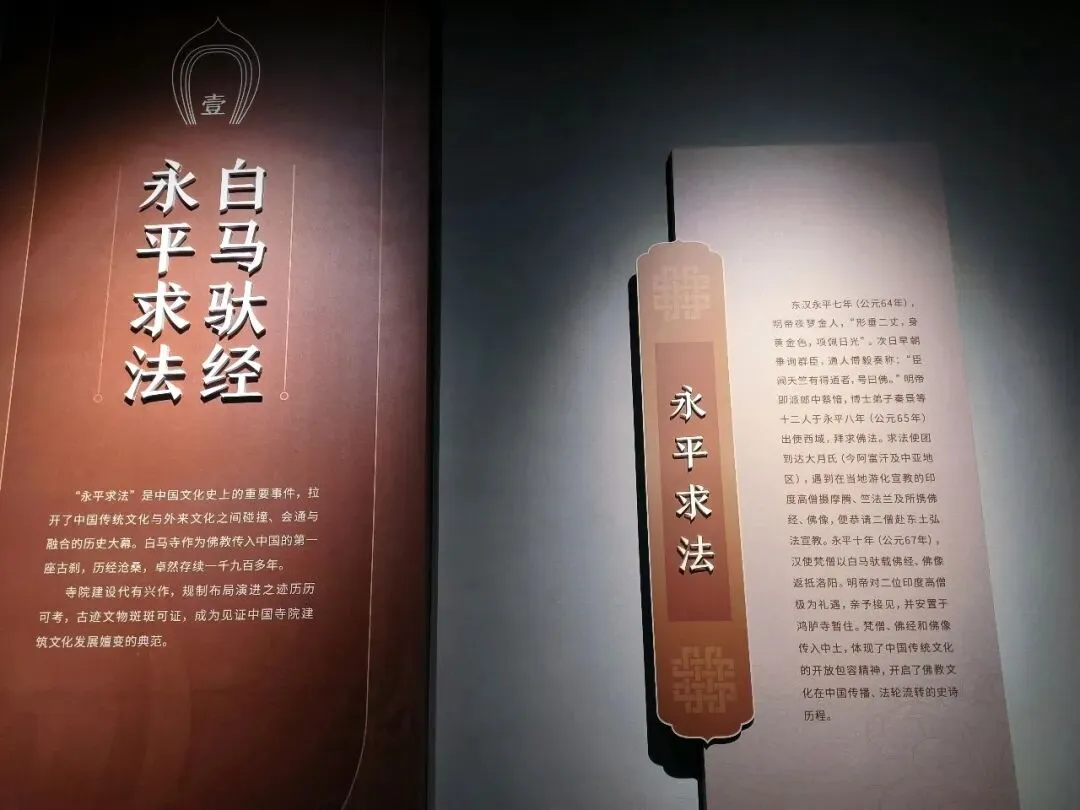 壹
白马驮经
永平求法
“永平求法”是中国文化史上的重要事件，拉
开了中国传统文化与外来文化之间碰撞、会通与
融合的历史大幕。白马寺作为佛教传入中国的第一
座古刹，历经沧桑，卓然存续一千九百多年。
寺院建设代有兴作，规制布局演进之迹历历
可考，古迹文物斑斑可证，成为见证中国寺院建
筑文化发展嬗变的典范。
永平求法
东汉永平七年（公元64年），
明帝夜梦金人，“形垂二丈，身
黄金色，项佩日光”。次日早朝
垂询群臣，通人傅毅奏称：“臣
闻天竺有得道者，号曰佛。”明帝
即派郎中蔡愔，博士弟子秦景等
十二人于永平八年（公元65年）
出使西域，拜求佛法。求法使团
到达大月氏（今阿富汗及中亚地
区），遇到在当地游化宣教的印
度高僧摄摩腾、竺法兰及所携佛
经、佛像，便恭请二僧赴东土弘
法宣教。永平十年（公元67年），
汉使梵僧以白马驮载佛经、佛像
返抵洛阳。明帝对二位印度高僧
极为礼遇，亲予接见，并安置于
鸿胪寺暂住。梵僧、佛经和佛像
传入中土，体现了中国传统文化
的开放包容精神，开启了佛教文
化在中国传播、法轮流转的史诗
历程。